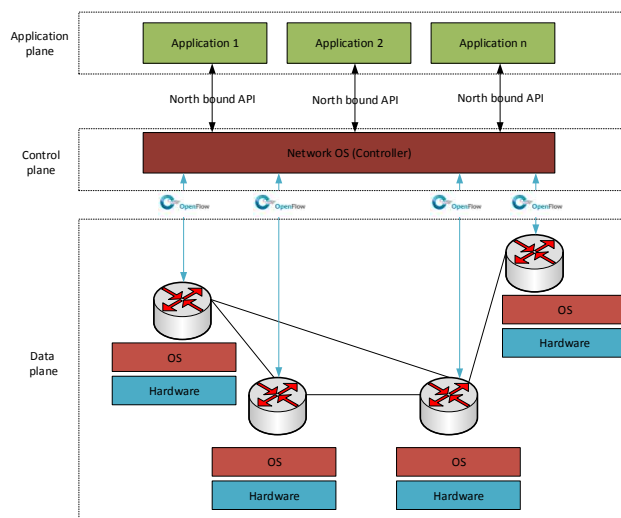 Application
plane
Application 1
Application 2
Application n
North bound API
North bound API
North bound API
Control
plane
Network OS (Controller)
OpenFlow
OpenFlow
OpenFlow
OpenFlow
Data
plane
OS
Hardware
OS
Hardware
OS
Hardware
OS
Hardware